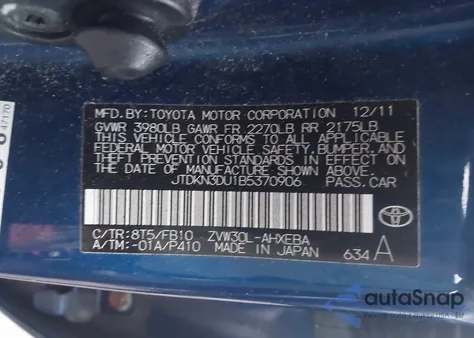 MFD.BY: TOYOTA MOTOR CORPORATION 12/11
GVWR 3980LB GAWR FR 2270LB RR 2175LB
THIS VEHICLE CONFORMS TO ALL APPLICABLE
FEDERAL MOTOR VEHICLE SAFETY, BUMPER, AND
THEFT PREVENTION STANDARDS IN EFFECT ON
THE DATE OF MANUFACTURE SHOWN ABOVE.
JTDKN3DU1B5370906 PASS.CAR
C/TR: 8T5/FB10 ZVW30L-AHXEBA
A/TM: -01A/P410 MADE IN JAPAN 634 A
47170
autoSnap